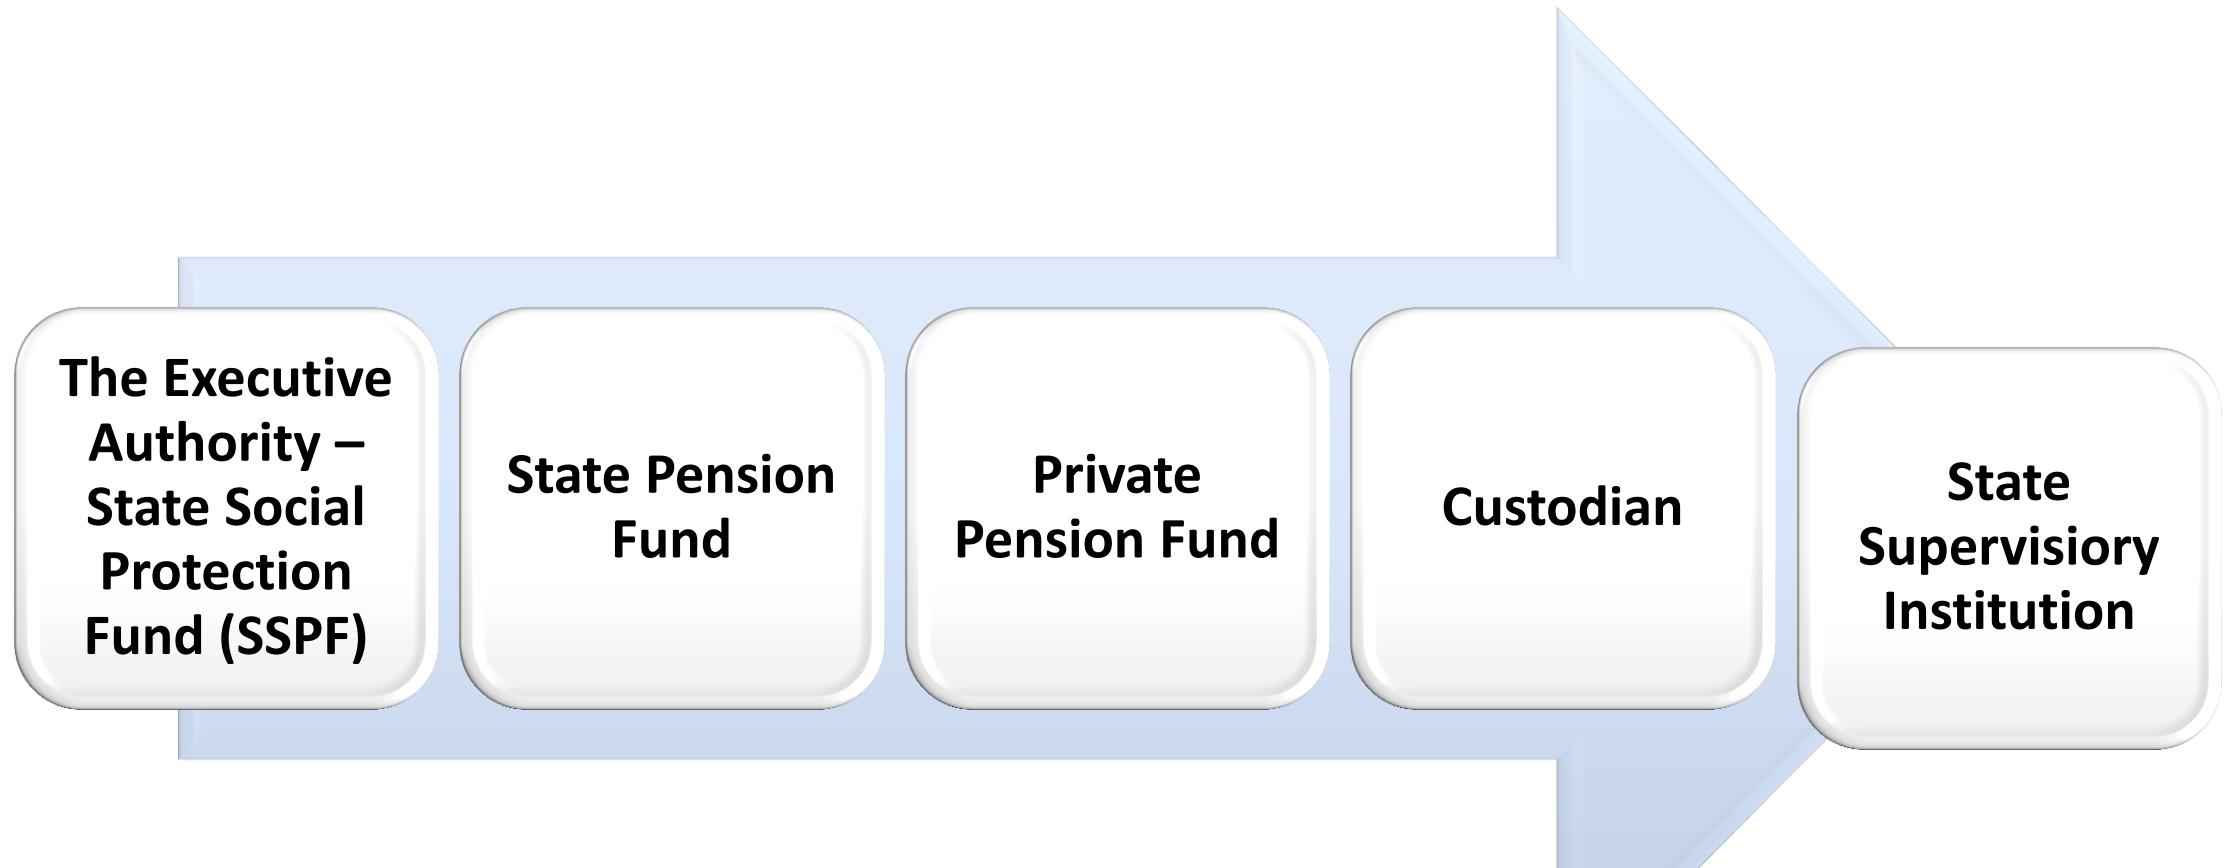 The Executive
Authority –
State Social
Protection
Fund (SSPF)
State Pension
Fund
Private
Pension Fund
Custodian
State
Supervisiory
Institution